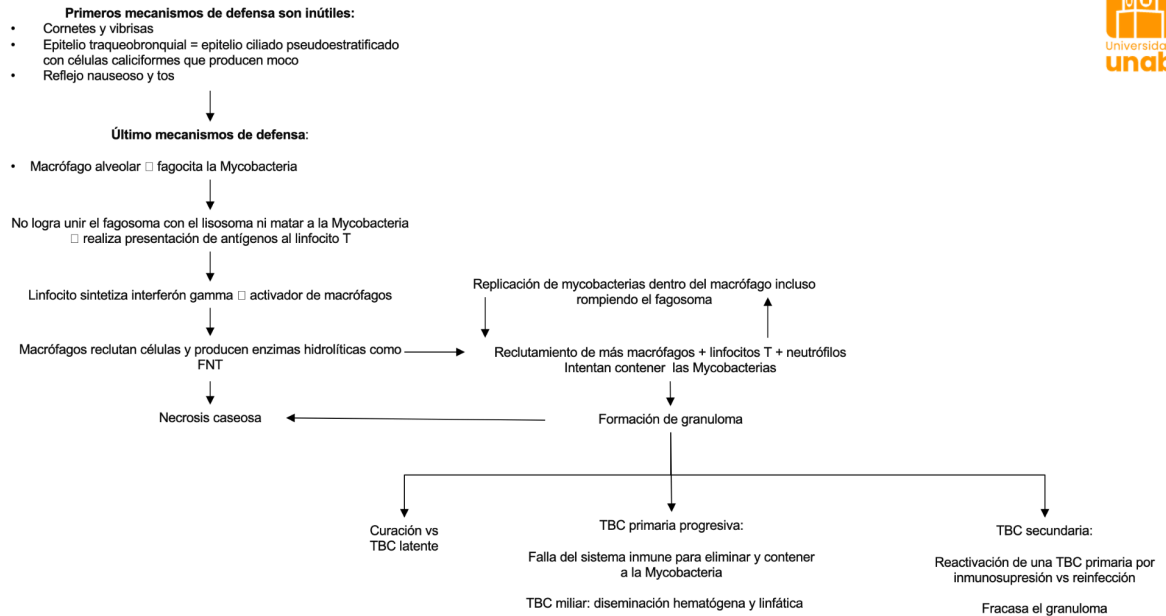 Primeros mecanismos de defensa son inútiles:
• Cornetes y vibrisas
• Epitelio traqueobronquial = epitelio ciliado pseudoestratificado
con células caliciformes que producen moco
• Reflejo nauseoso y tos
Universida
unab
Último mecanismos de defensa:
• Macrófago alveolar □ fagocita la Mycobacteria
No logra unir el fagosoma con el lisosoma ni matar a la Mycobacteria
□ realiza presentación de antígenos al linfocito T
Linfocito sintetiza interferón gamma □ activador de macrófagos
Replicación de mycobacterias dentro del macrófago incluso
rompiendo el fagosoma
Macrófagos reclutan células y producen enzimas hidrolíticas como
FNT
Reclutamiento de más macrófagos + linfocitos T + neutrófilos
Intentan contener las Mycobacterias
Necrosis caseosa
Formación de granuloma
Curación vs
TBC latente
TBC primaria progresiva:
Falla del sistema inmune para eliminar y contener
a la Mycobacteria
TBC miliar: diseminación hematógena y linfática
TBC secundaria:
Reactivación de una TBC primaria por
inmunosupresión vs reinfección
Fracasa el granuloma